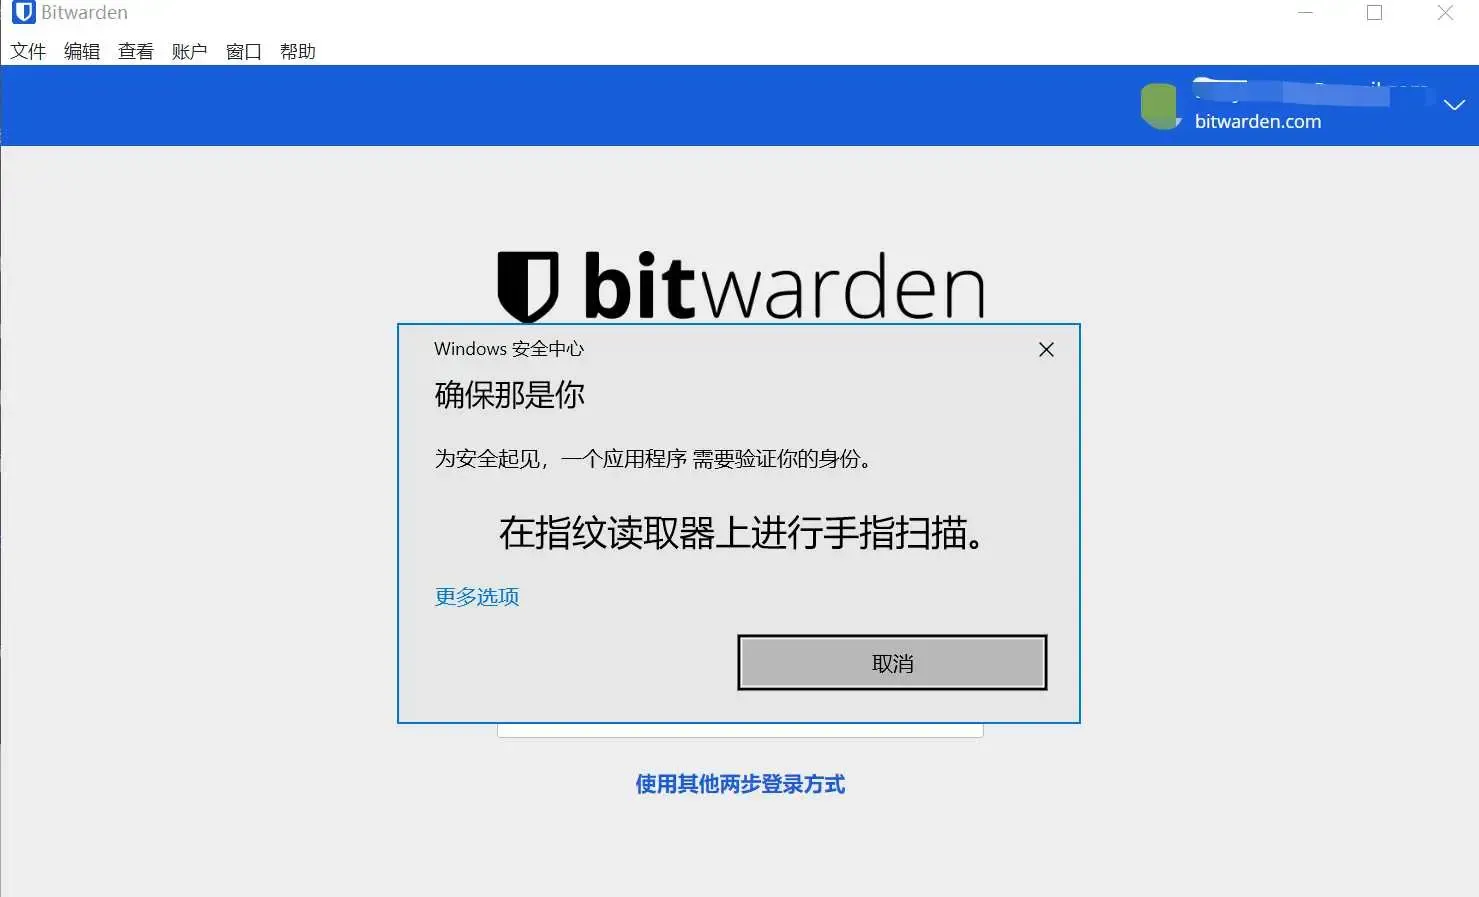 Bitwarden
文件 编辑 查看 账户 窗口 帮助
bitwarden.com
bitwarden
Windows 安全中心
确保那是你
为安全起见，一个应用程序 需要验证你的身份。
在指纹读取器上进行手指扫描。
更多选项
取消
使用其他两步登录方式